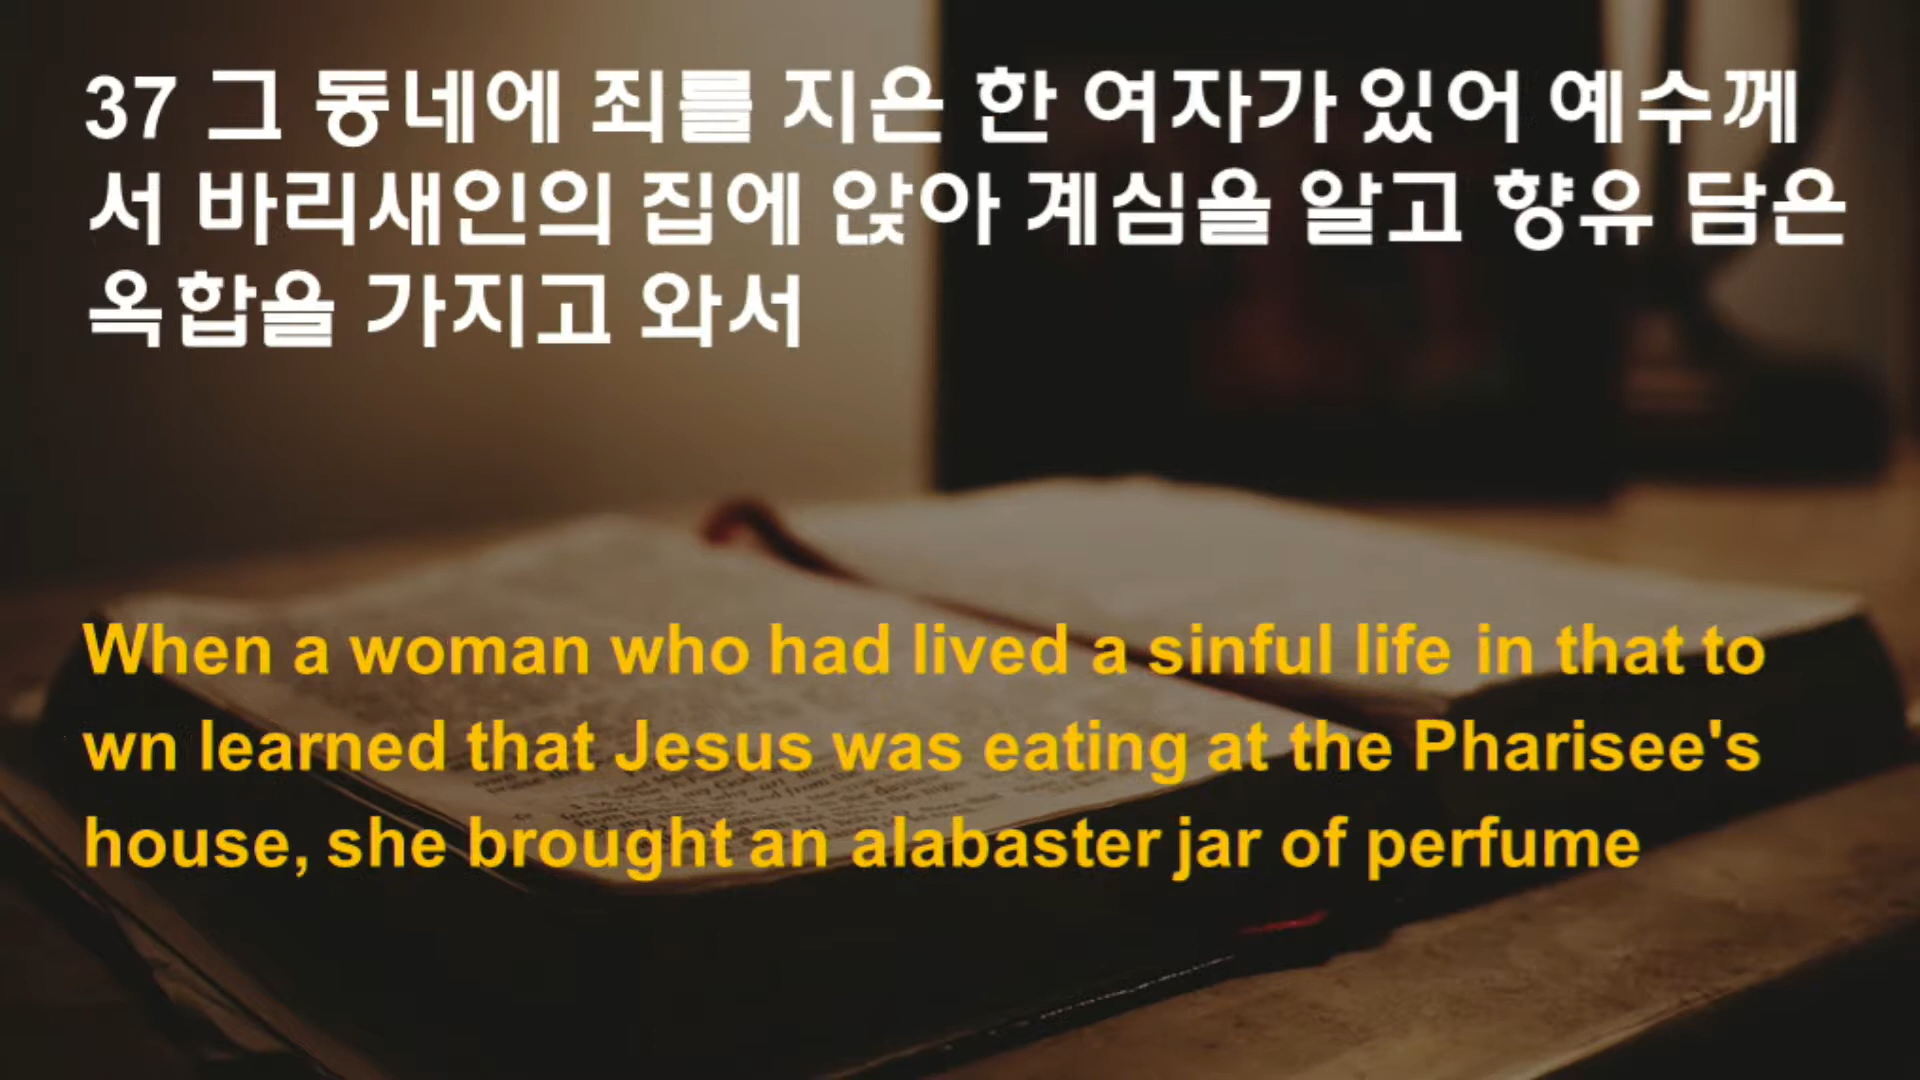 37 그 동네에 죄를 지은 한 여자가 있어 예수께
서 바리새인의 집에 앉아 계심을 알고 향유 담은
옥합을 가지고 와서
When a woman who had lived a sinful life in that to
wn learned that Jesus was eating at the Pharisee's
house, she brought an alabaster jar of perfume